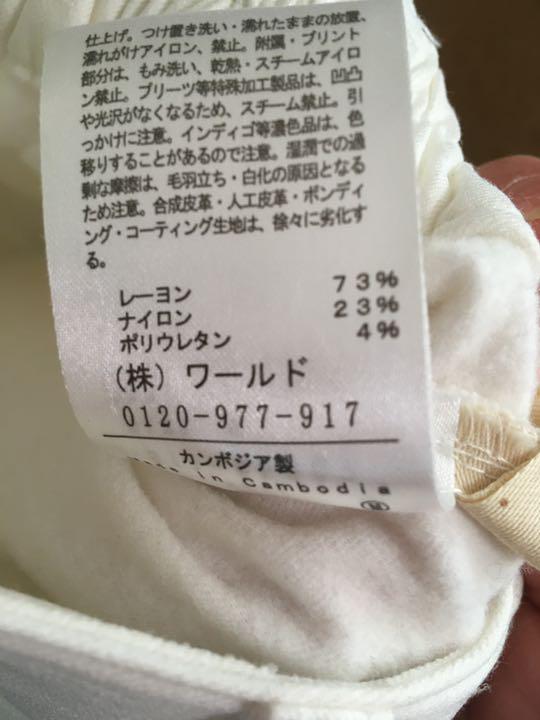 仕上げ。つけ置き洗い・濡れたままの放置、
濡れがけアイロン、禁止。附属・プリント
部分は、もみ洗い、乾熱・スチームアイロ
ン禁止。プリーツ等特殊加工製品は、凹凸
や光沢がなくなるため、スチーム禁止。引
っかけに注意。インディゴ等濃色品は、色
移りすることがあるので注意。湿潤での過
剰な摩擦は、毛羽立ち・白化の原因となる
ため注意。合成皮革・人工皮革・ボンディ
ング・コーティング生地は、徐々に劣化す
る。
レーヨン 73%
ナイロン 23%
ポリウレタン 4%
(株) ワールド
0120-977-917
カンボジア製
in Cambodia